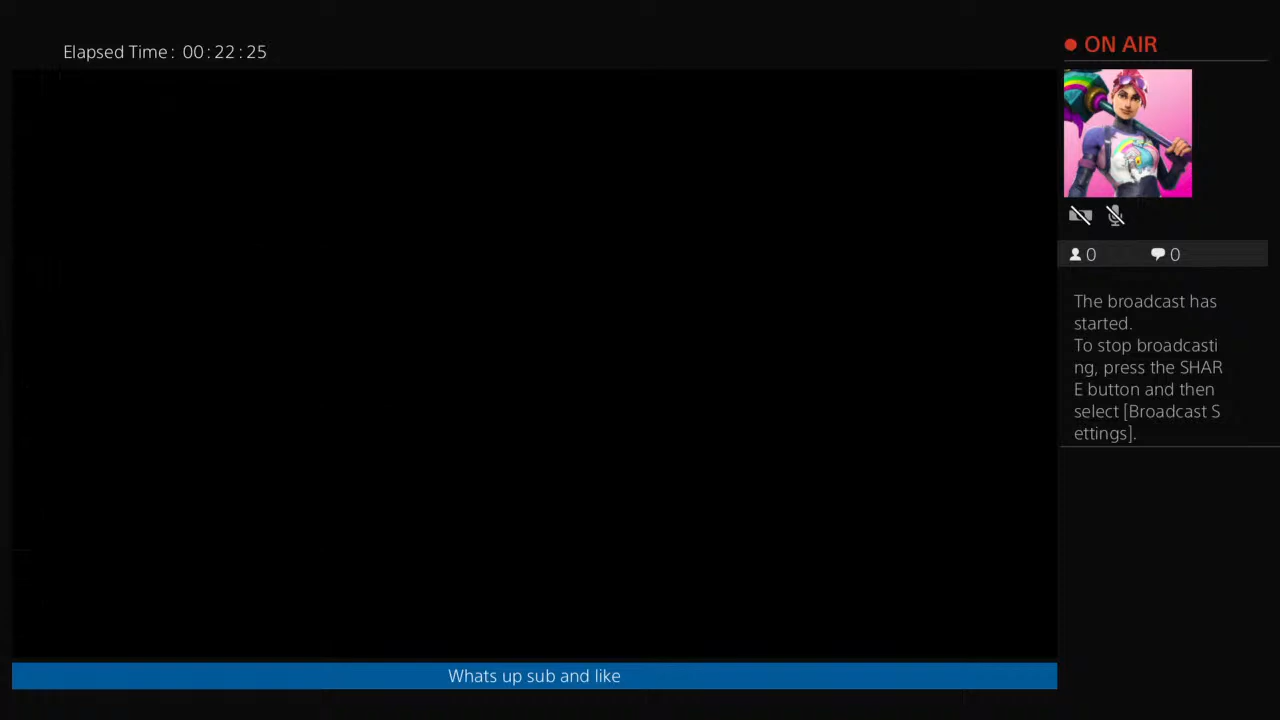 Elapsed Time: 00:22:25
ON AIR
0 0
The broadcast has
started.
To stop broadcasti
ng, press the SHAR
E button and then
select [Broadcast S
ettings].
Whats up sub and like